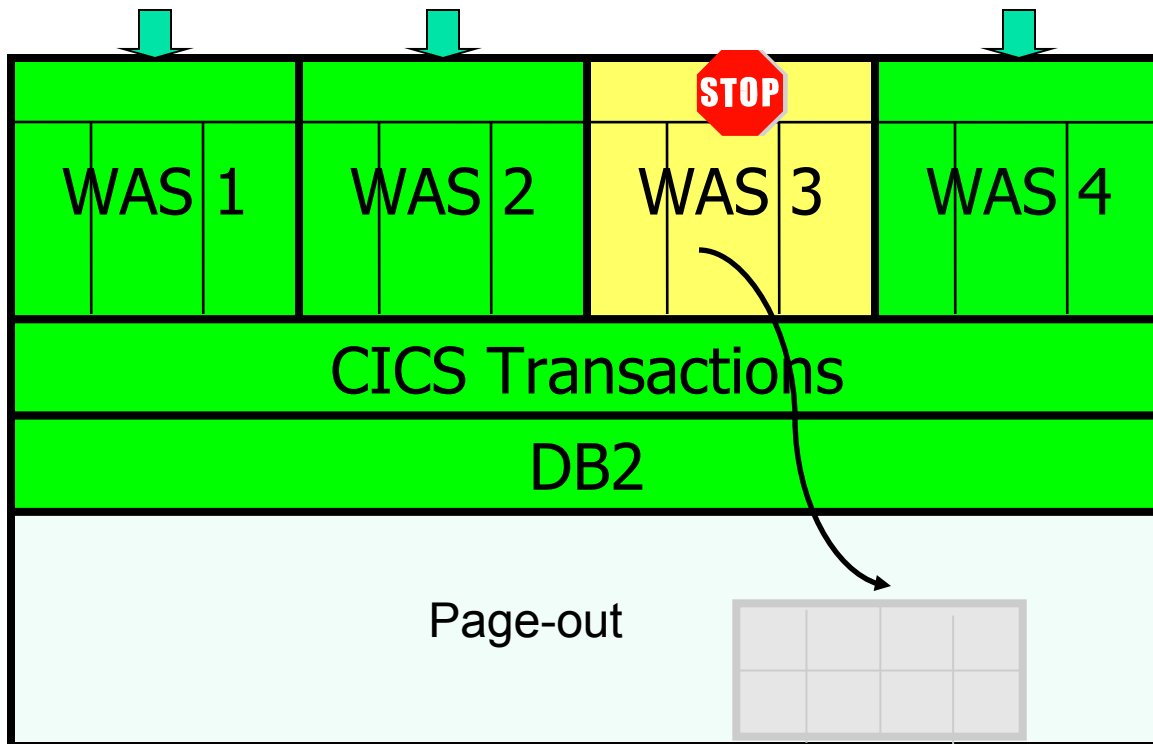 STOP
WAS 1
WAS 2
WAS 3
WAS 4
CICS Transactions
DB2
Page-out